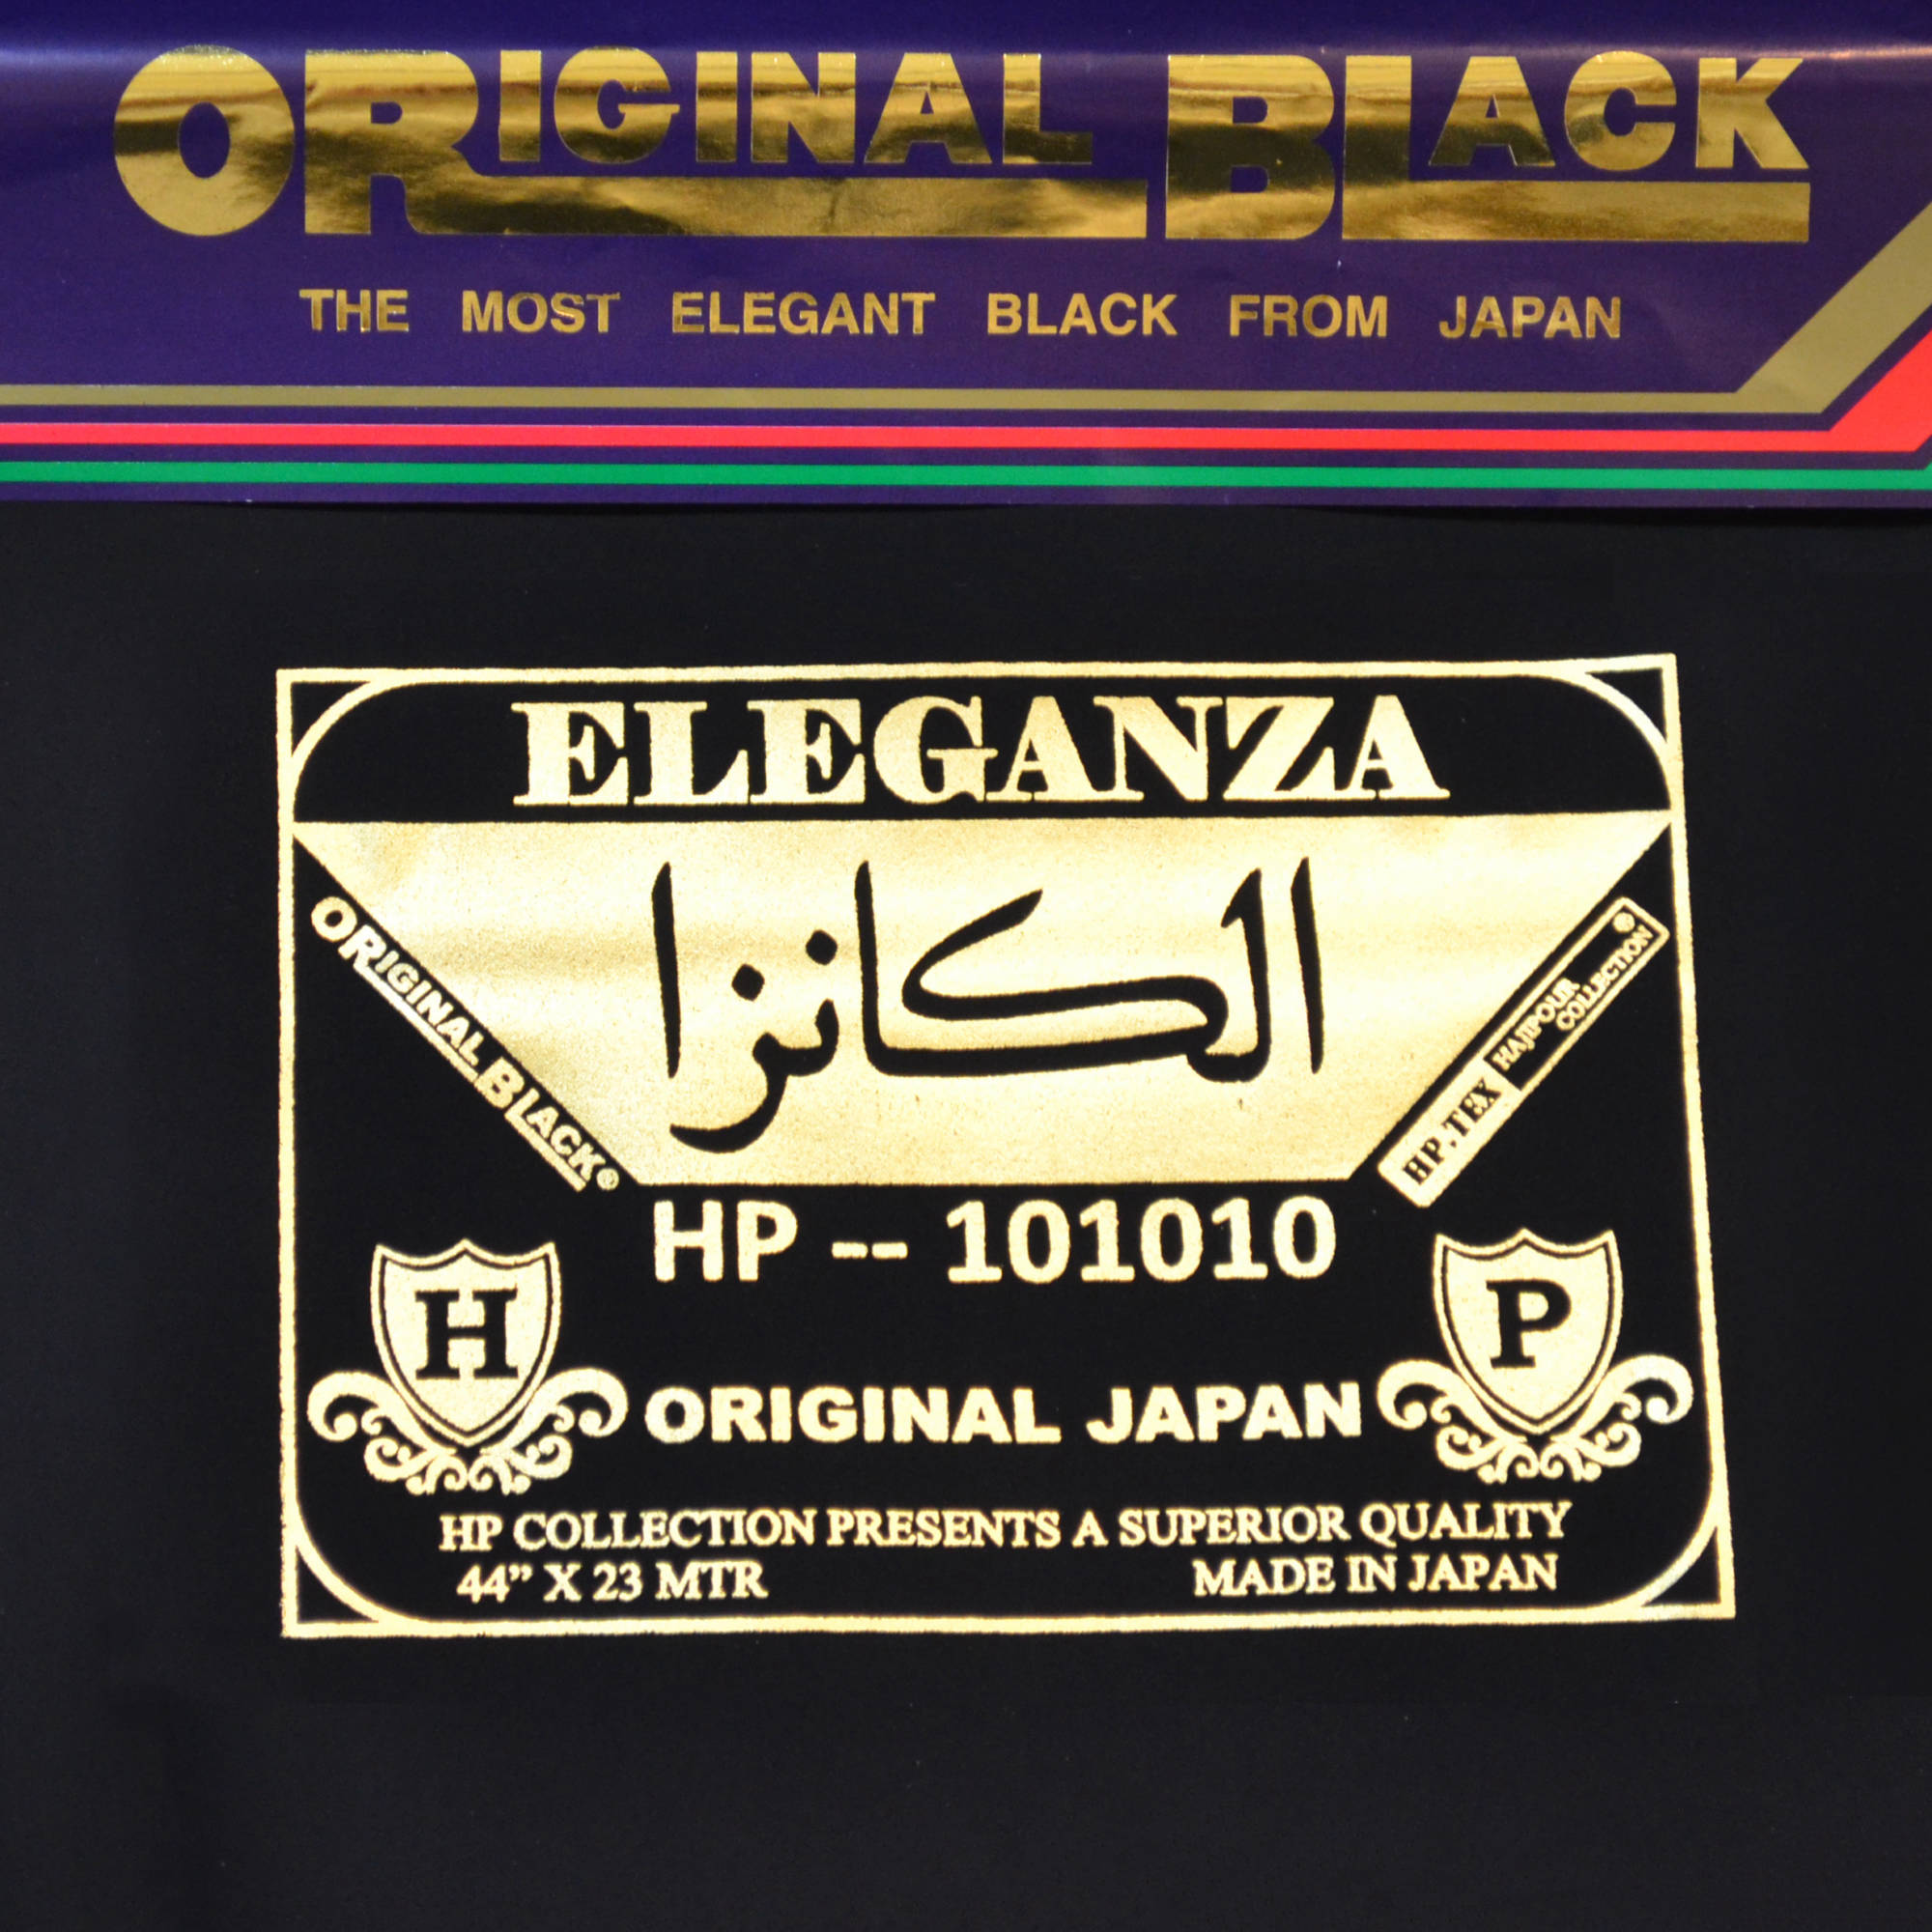 ORIGINAL BLACK
THE MOST ELEGANT BLACK FROM JAPAN
ELEGANZA
الكانزا
ORIGINAL BLACK®
HP.TEX HAJIPOUR COLLECTION ®
HP -- 101010
H
P
ORIGINAL JAPAN
HP COLLECTION PRESENTS A SUPERIOR QUALITY
44” X 23 MTR MADE IN JAPAN